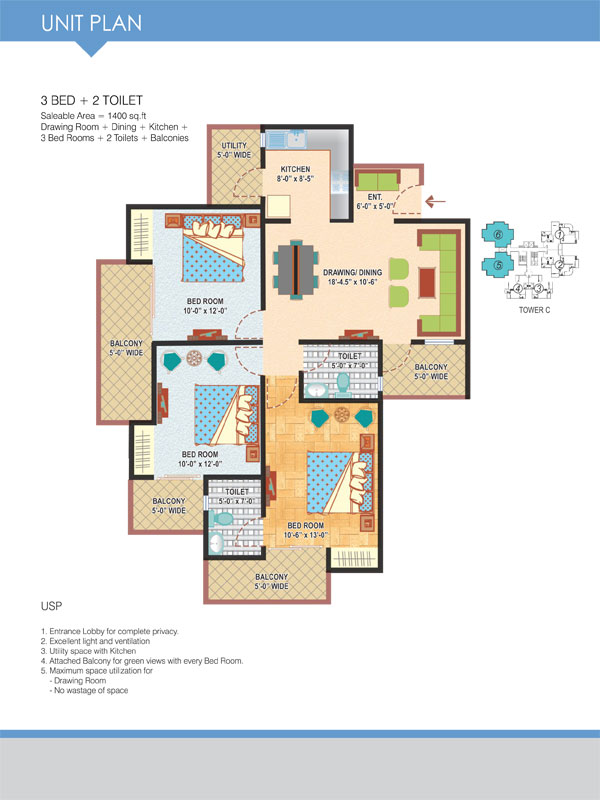 UNIT PLAN
3 BED + 2 TOILET
Saleable Area = 1400 sq.ft
Drawing Room + Dining + Kitchen +
3 Bed Rooms + 2 Toilets + Balconies
UTILITY
5'-0" WIDE
KITCHEN
8'-0" x 8'-5"
ENT.
6'-0" x 5'-0"
DRAWING/ DINING
18'-4.5" x 10'-6"
BED ROOM
10'-0" x 12'-0"
BALCONY
5'-0" WIDE
TOILET
5'-0" x 7'-0"
BALCONY
5'-0" WIDE
BED ROOM
10'-0" x 12'-0"
BALCONY
5'-0" WIDE
TOILET
5'-0" x 7'-0"
BED ROOM
10'-6" x 13'-0"
BALCONY
5'-0" WIDE
6
5
TOWER C
USP
1. Entrance Lobby for complete privacy.
2. Excellent light and ventilation
3. Utility space with Kitchen
4. Attached Balcony for green views with every Bed Room.
5. Maximum space utilization for
- Drawing Room
- No wastage of space